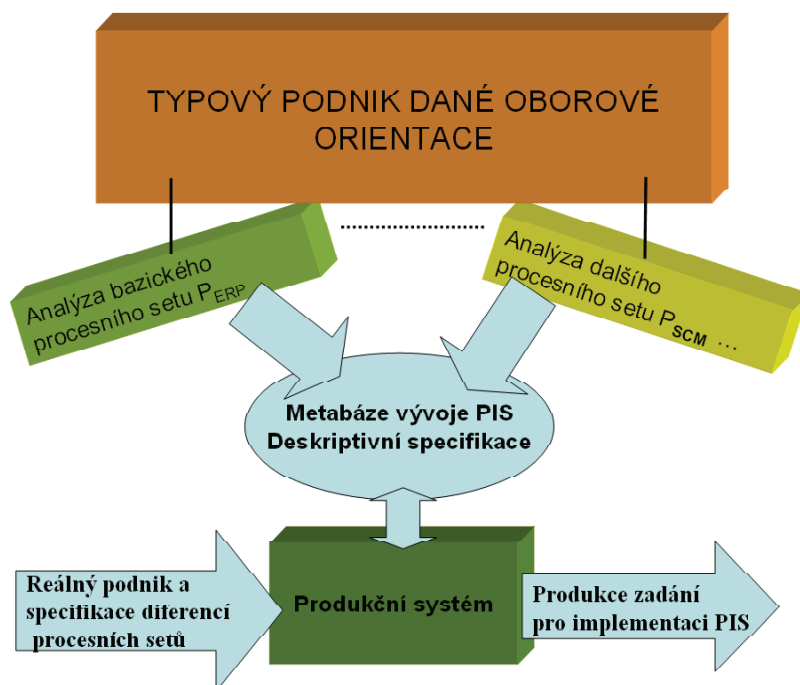 TYPOVÝ PODNIK DANÉ OBOROVÉ
ORIENTACE
Analýza bazického
procesního setu PERP
Analýza dalšího
procesního setu PSCM ...
Metabáze vývoje PIS
Deskriptivní specifikace
Reálný podnik a
specifikace diferencí
procesních setů
Produkční systém
Produkce zadání
pro implementaci PIS